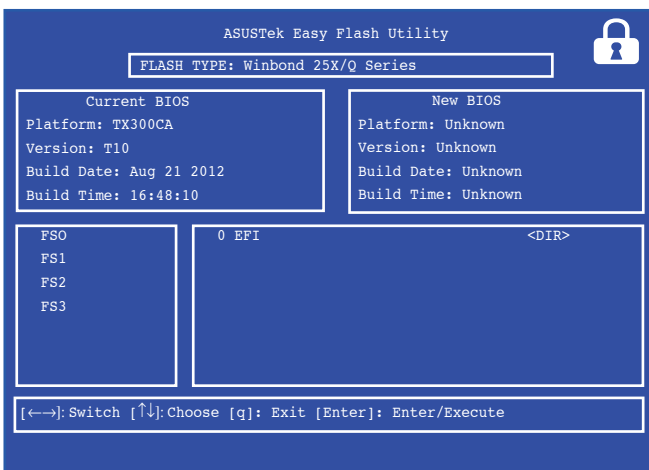 ASUSTek Easy Flash Utility
FLASH TYPE: Winbond 25X/Q Series
Current BIOS
Platform: TX300CA
Version: T10
Build Date: Aug 21 2012
Build Time: 16:48:10
New BIOS
Platform: Unknown
Version: Unknown
Build Date: Unknown
Build Time: Unknown
FSO
FS1
FS2
FS3
0 EFI <DIR>
[←→]: Switch [↑↓]: Choose [q]: Exit [Enter]: Enter/Execute